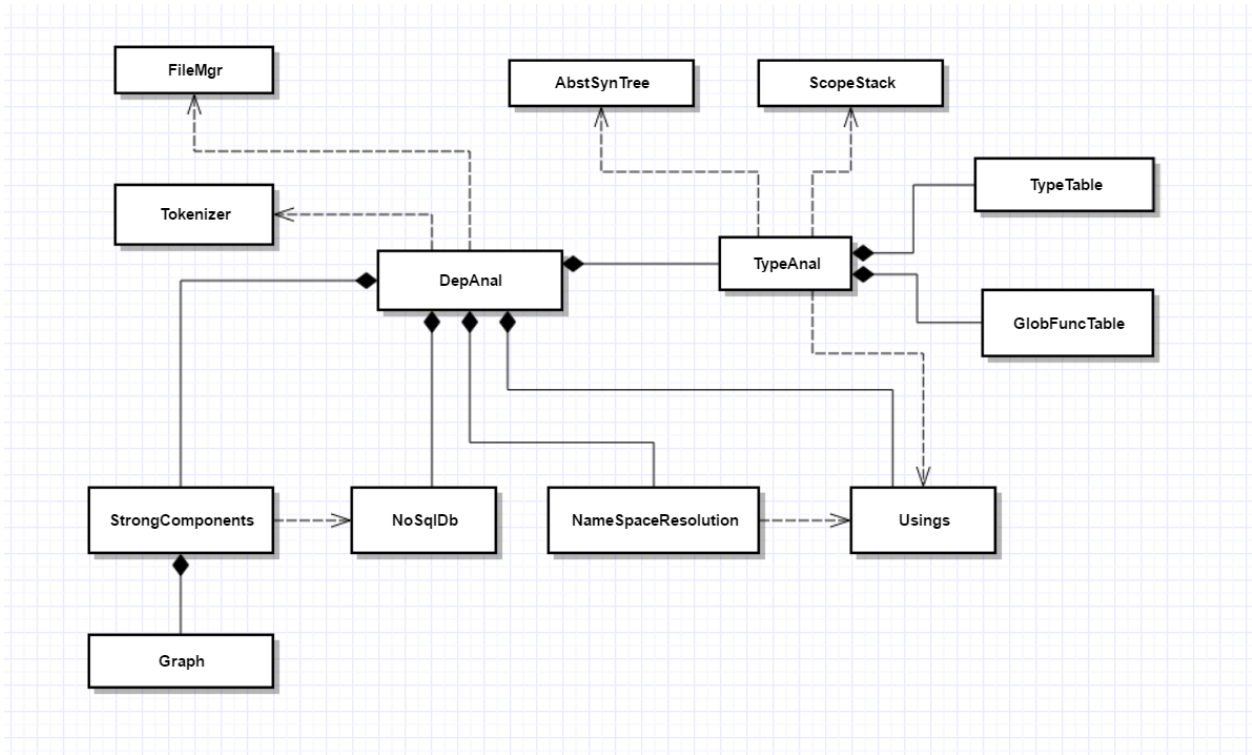 FileMgr
AbstSynTree
ScopeStack
TypeTable
Tokenizer
DepAnal
TypeAnal
GlobFuncTable
StrongComponents
NoSqlDb
NameSpaceResolution
Usings
Graph